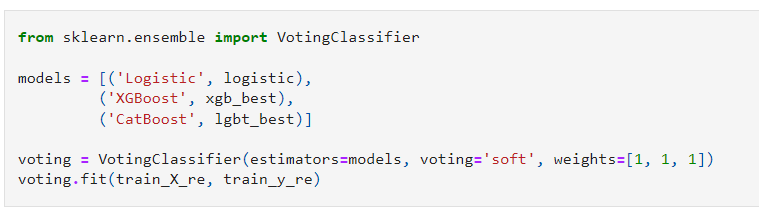 from sklearn.ensemble import VotingClassifier
models = [('Logistic', logistic),
('XGBoost', xgb_best),
('CatBoost', lgbt_best)]
voting = VotingClassifier(estimators=models, voting='soft', weights=[1, 1, 1])
voting.fit(train_X_re, train_y_re)